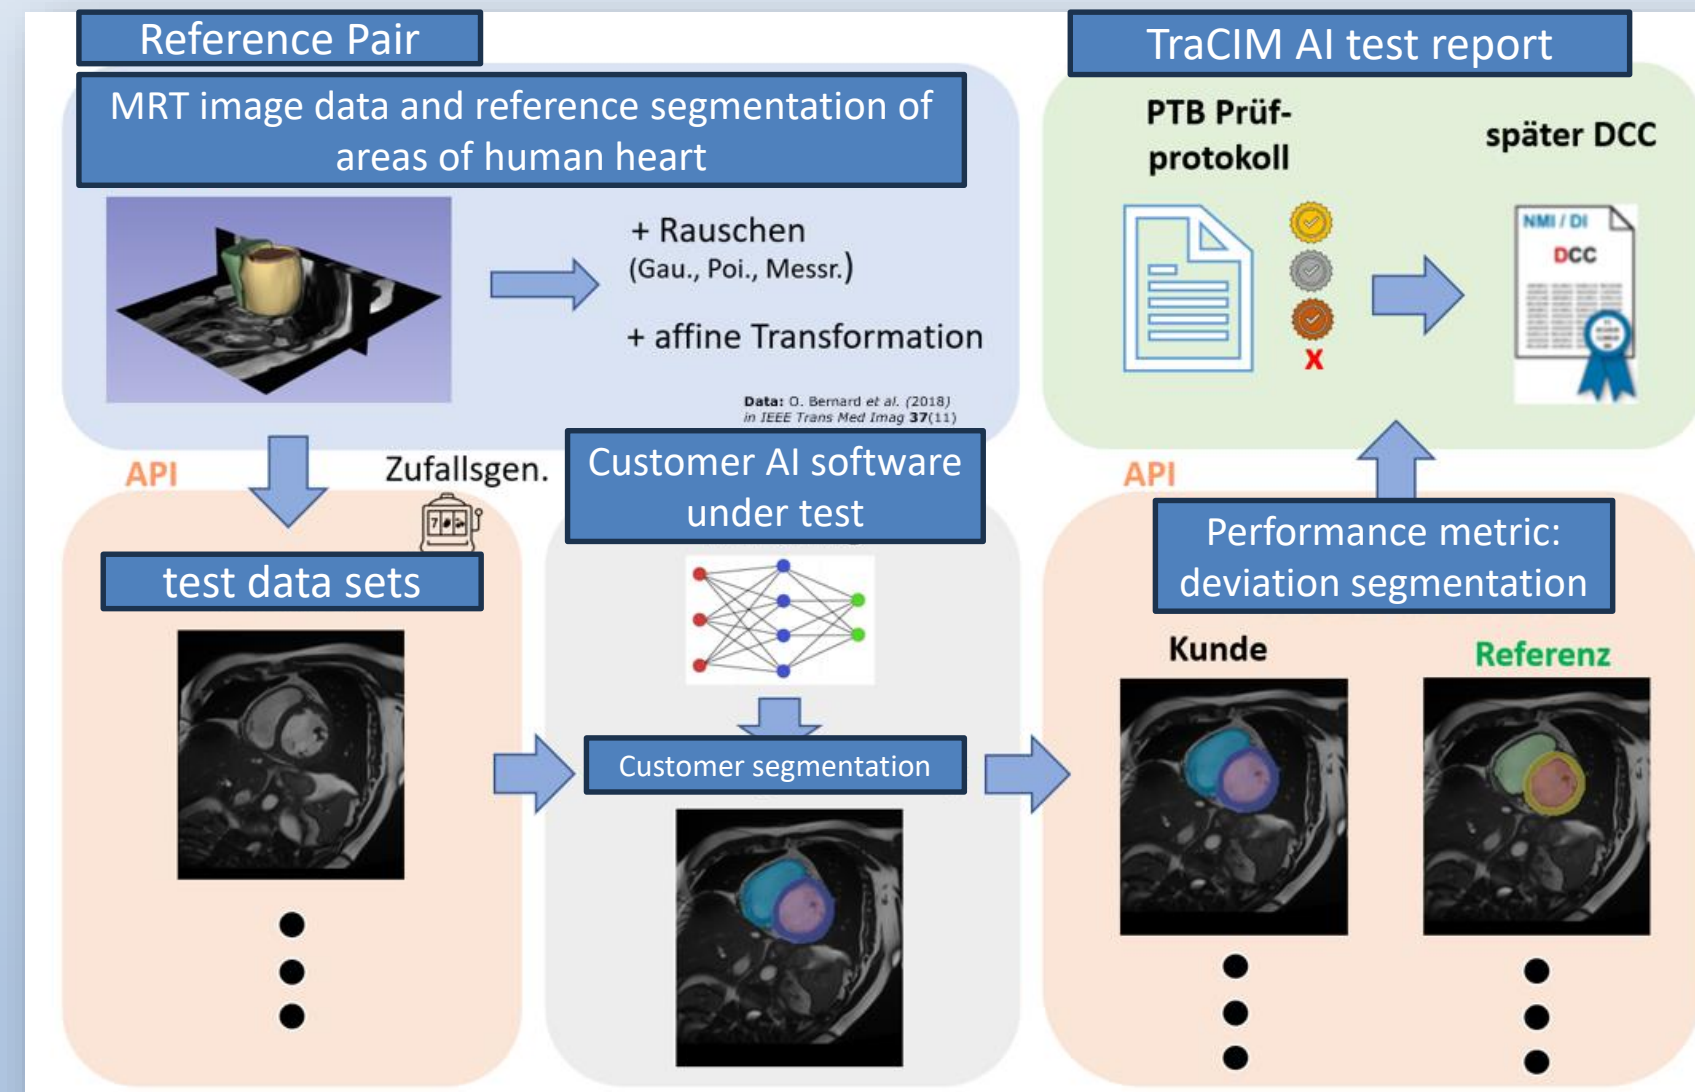 Reference Pair
MRT image data and reference segmentation of
areas of human heart
+ Rauschen
(Gau., Poi., Messr.)
+ affine Transformation
Data: O. Bernard et al. (2018)
in IEEE Trans Med Imag 37(11)
TraCIM AI test report
PTB Prüf-
protokoll
X
später DCC
NMI / DI
DCC
API
Zufallsgen.
7
test data sets
Customer AI software
under test
Customer segmentation
API
Performance metric:
deviation segmentation
Kunde
Referenz